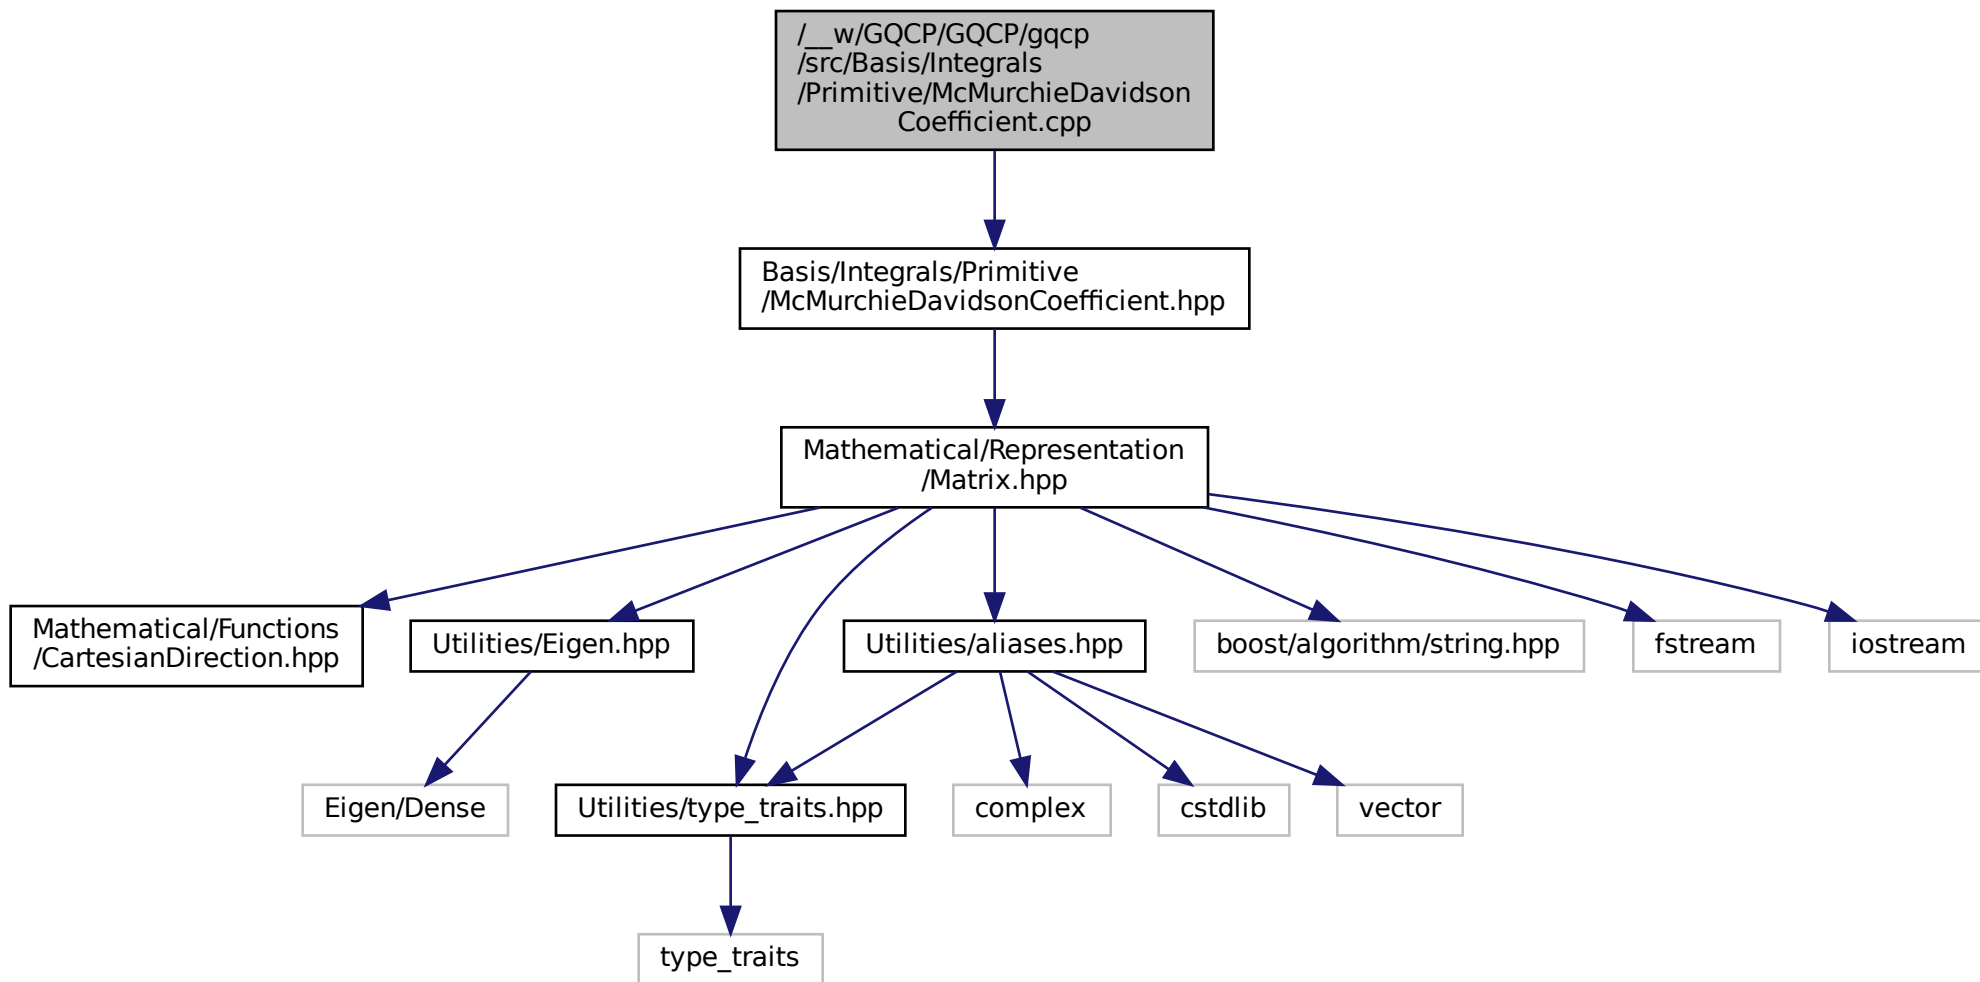 /__w/GQCP/GQCP/gqcp
/src/Basis/Integrals
/Primitive/McMurchieDavidson
Coefficient.cpp
Basis/Integrals/Primitive
/McMurchieDavidsonCoefficient.hpp
Mathematical/Representation
/Matrix.hpp
Mathematical/Functions
/CartesianDirection.hpp
Utilities/Eigen.hpp
Utilities/aliases.hpp
boost/algorithm/string.hpp
fstream
iostream
Eigen/Dense
Utilities/type_traits.hpp
complex
cstdlib
vector
type_traits